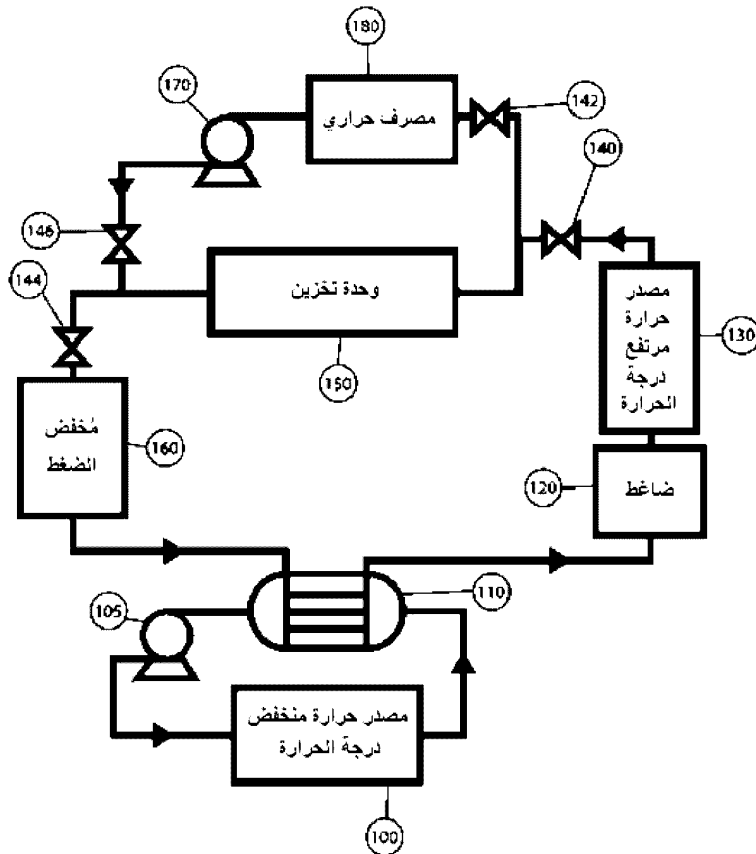 180
170
مصرف حراري
142
140
146
144
وحدة تخزين
مصدر
حرارة
مرتفع
درجة
الحرارة
130
150
مُخفض
الضغط
160
ضاغط
120
110
105
مصدر حرارة منخفض
درجة الحرارة
100